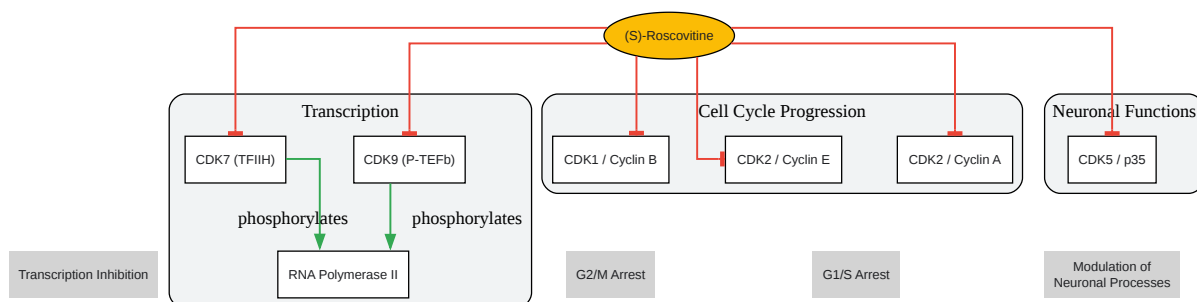 (S)-Roscovitine
Transcription
Cell Cycle Progression
Neuronal Functions
CDK7 (TFIIH)
CDK9 (P-TEFb)
CDK1 / Cyclin B
CDK2 / Cyclin E
CDK2 / Cyclin A
CDK5 / p35
phosphorylates
phosphorylates
Transcription Inhibition
RNA Polymerase II
G2/M Arrest
G1/S Arrest
Modulation of
Neuronal Processes